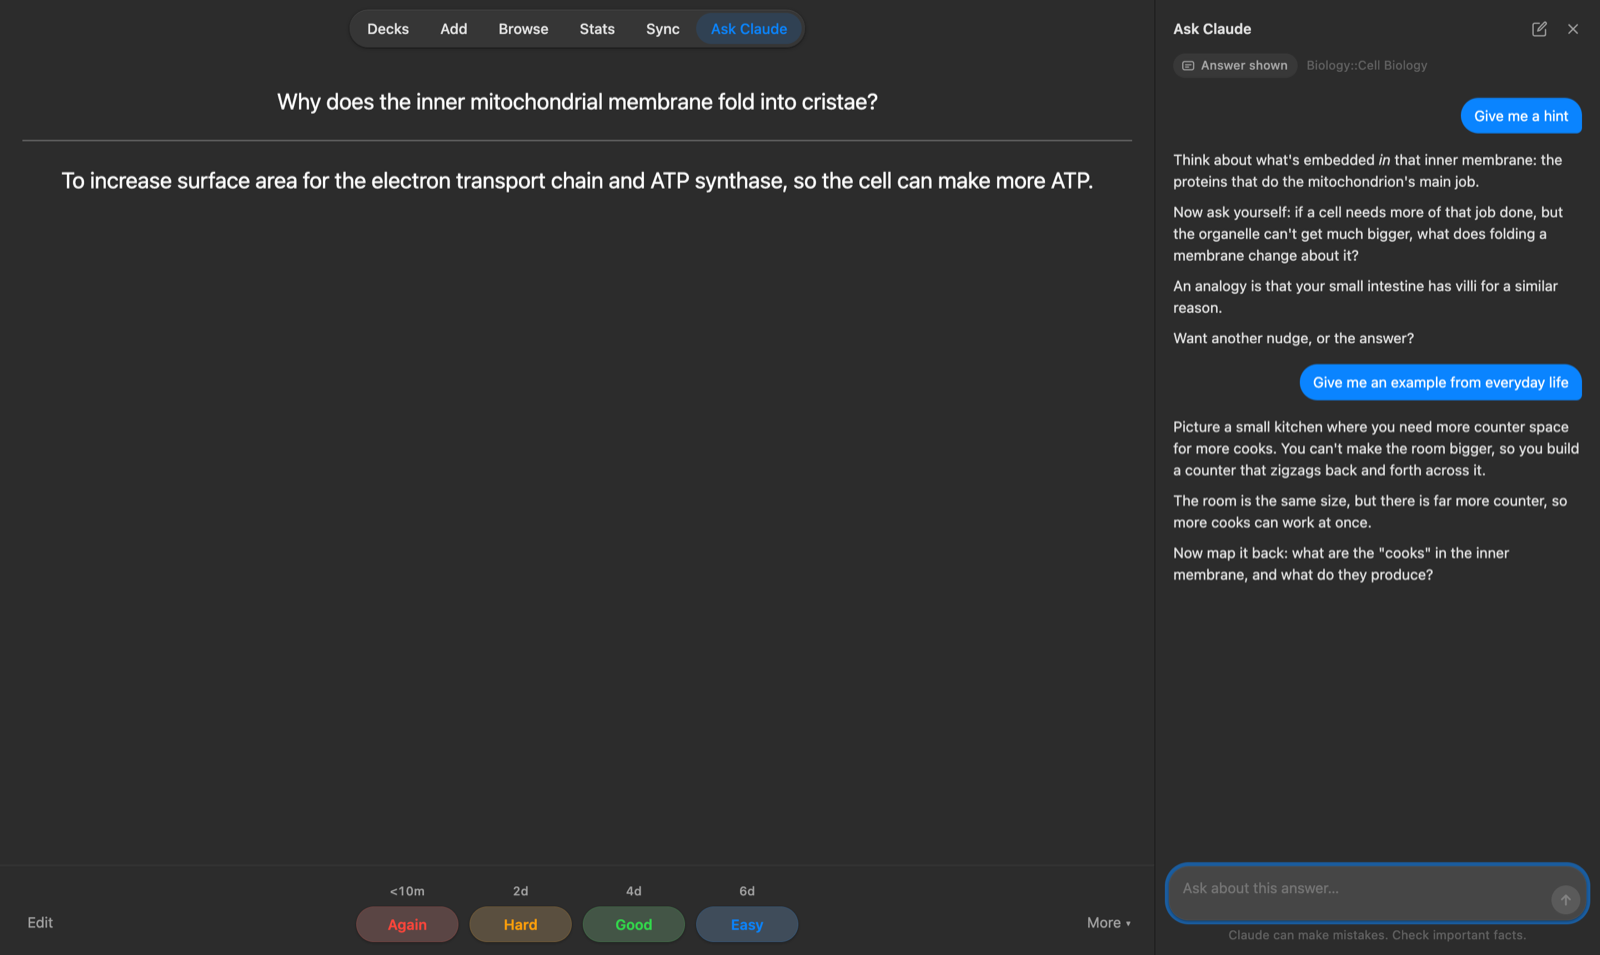 Decks Add Browse Stats Sync Ask Claude
Why does the inner mitochondrial membrane fold into cristae?
To increase surface area for the electron transport chain and ATP synthase, so the cell can make more ATP.
Edit
<10m 2d 4d 6d
Again Hard Good Easy
More ▾
Ask Claude
Answer shown Biology::Cell Biology
Give me a hint
Think about what's embedded in that inner membrane: the
proteins that do the mitochondrion's main job.
Now ask yourself: if a cell needs more of that job done, but
the organelle can't get much bigger, what does folding a
membrane change about it?
An analogy is that your small intestine has villi for a similar
reason.
Want another nudge, or the answer?
Give me an example from everyday life
Picture a small kitchen where you need more counter space
for more cooks. You can't make the room bigger, so you build
a counter that zigzags back and forth across it.
The room is the same size, but there is far more counter, so
more cooks can work at once.
Now map it back: what are the "cooks" in the inner
membrane, and what do they produce?
Ask about this answer...
Claude can make mistakes. Check important facts.